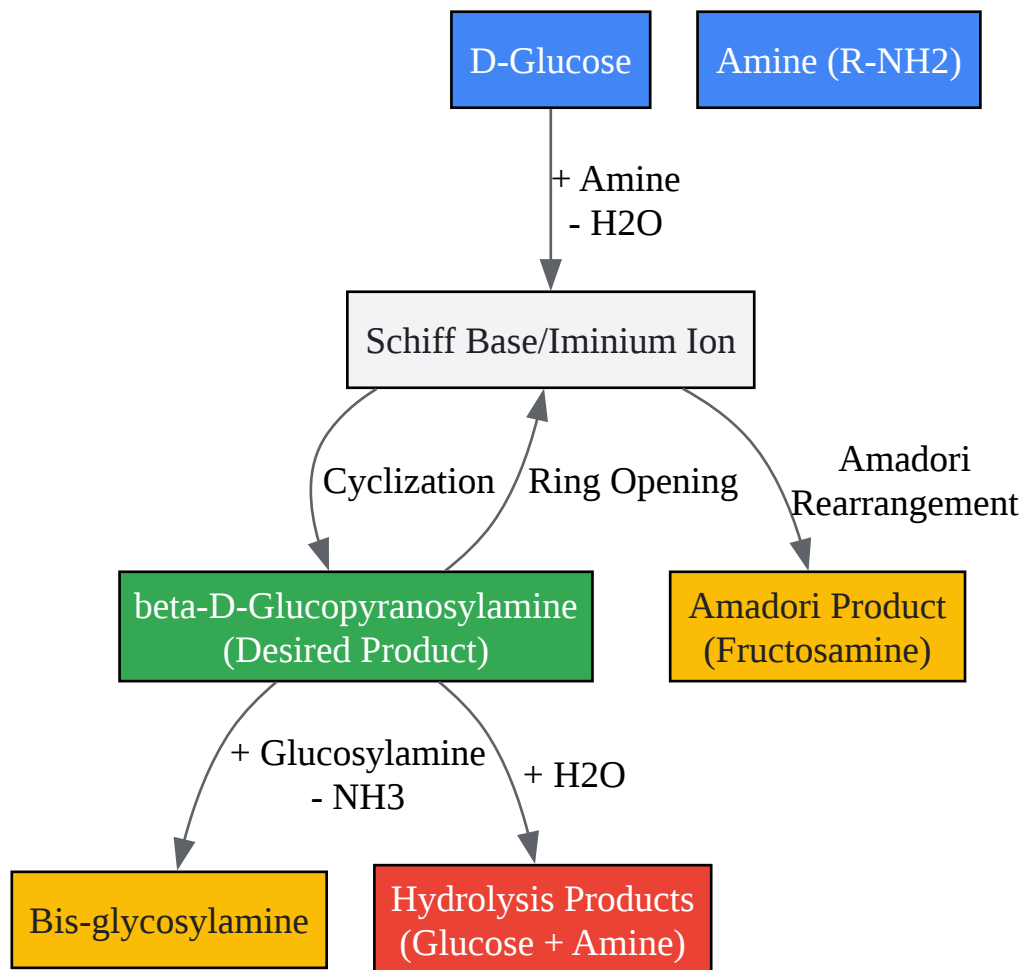 D-Glucose
Amine (R-NH2)
+ Amine
- H2O
Schiff Base/Iminium Ion
Cyclization
Ring Opening
Amadori
Rearrangement
beta-D-Glucopyranosylamine
(Desired Product)
Amadori Product
(Fructosamine)
+ Glucosylamine
- NH3
+ H2O
Bis-glycosylamine
Hydrolysis Products
(Glucose + Amine)